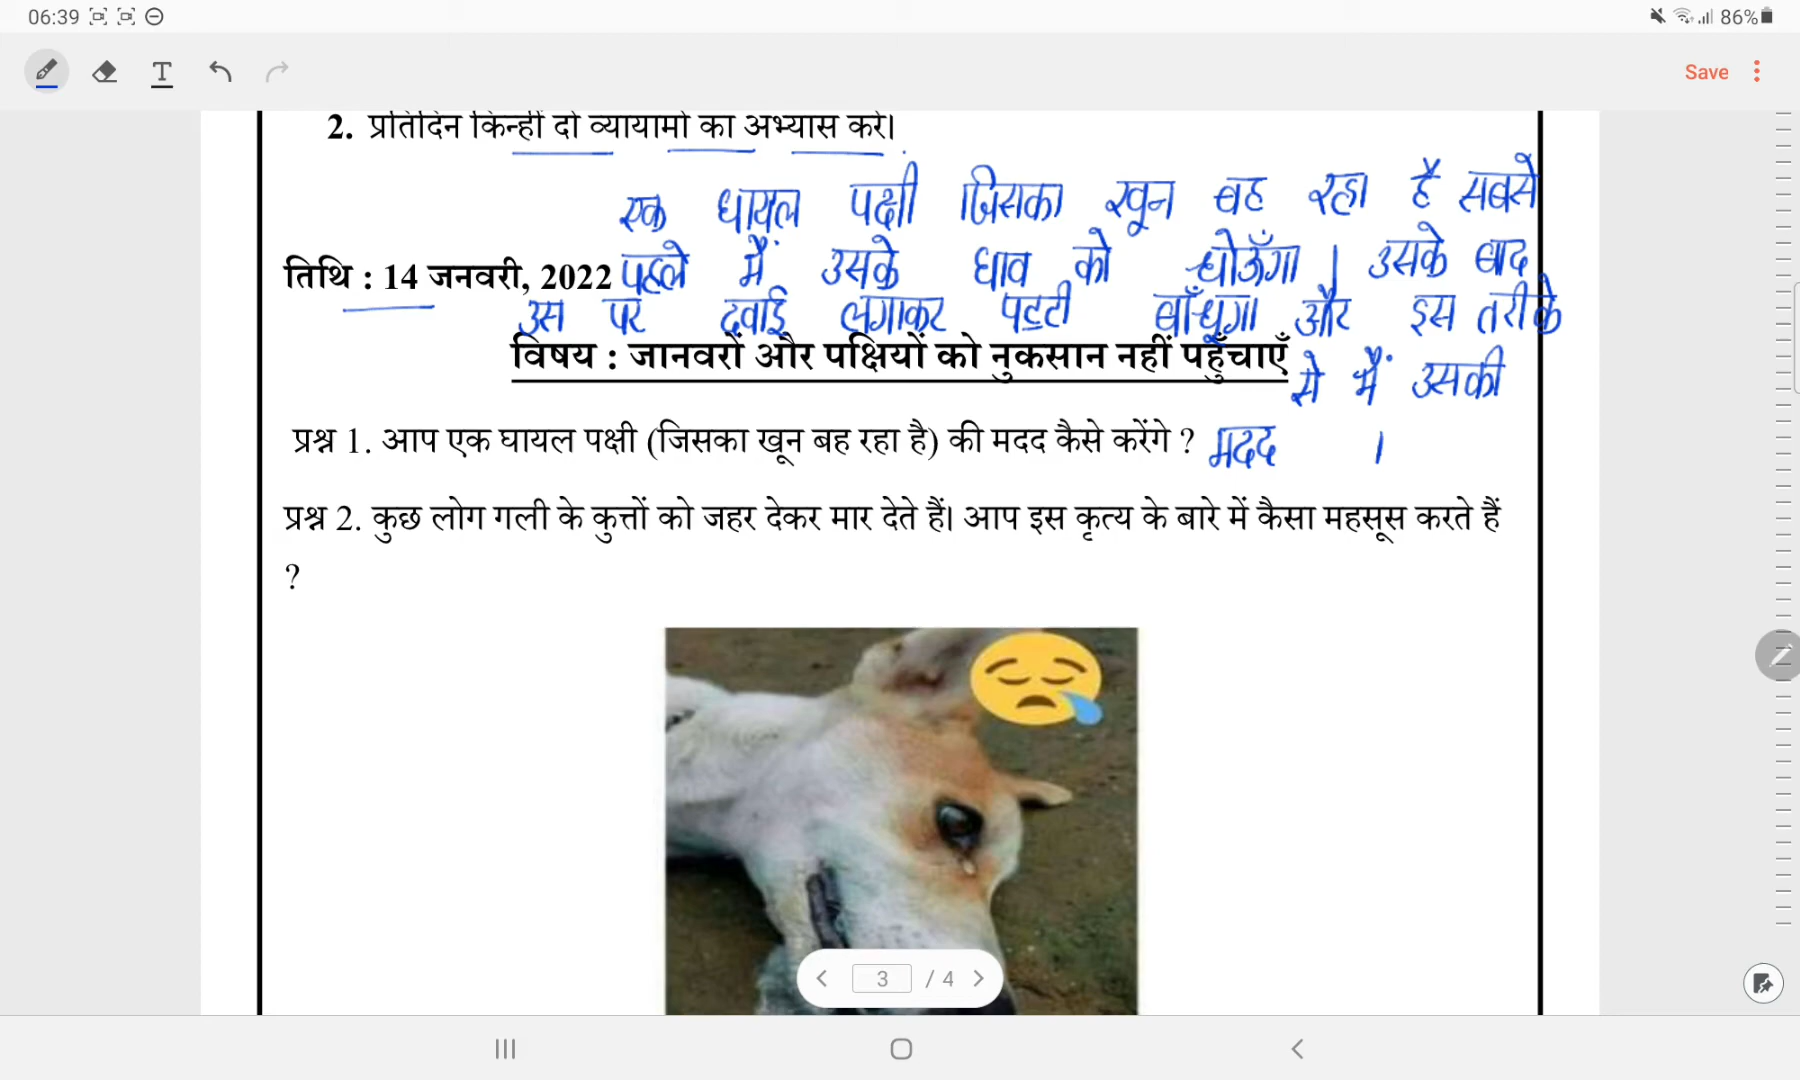 06:39 86%
Save
2. प्रतिदिन किन्हीं दो व्यायामों का अभ्यास करें।
एक घायल पक्षी जिसका खून बह रहा है सबसे
तिथि : 14 जनवरी, 2022 पहले मैं उसके घाव को धोऊँगा । उसके बाद
उस पर दवाई लगाकर पट्टी बाँधूगा और इस तरीके
विषय : जानवरों और पक्षियों को नुकसान नहीं पहुँचाएँ
से मैं उसकी
प्रश्न 1. आप एक घायल पक्षी (जिसका खून बह रहा है) की मदद कैसे करेंगे ? मदद ।
प्रश्न 2. कुछ लोग गली के कुत्तों को जहर देकर मार देते हैं। आप इस कृत्य के बारे में कैसा महसूस करते हैं
?
3 / 4